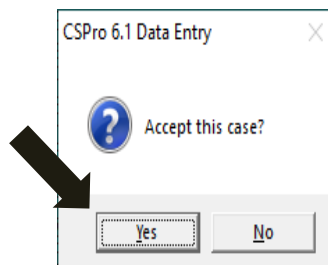 CSPro 6.1 Data Entry
Accept this case?
Yes No